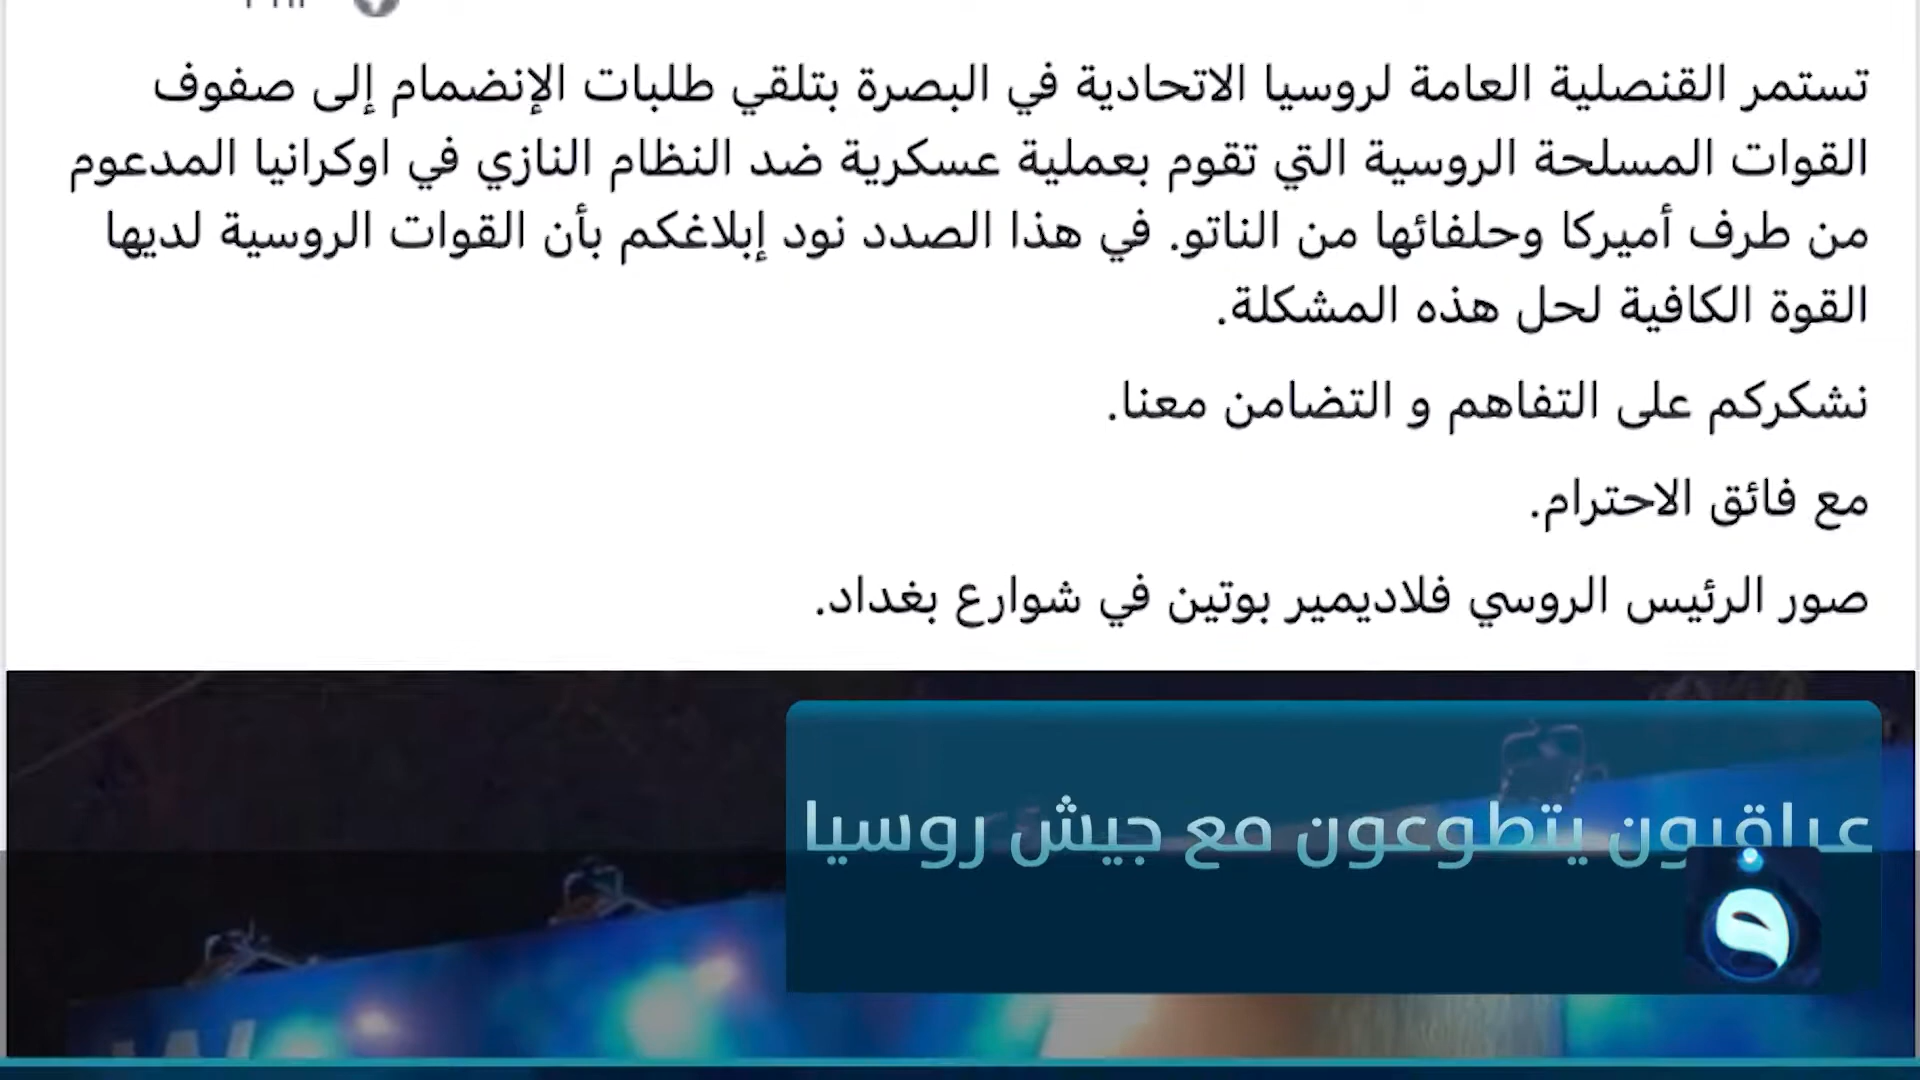 تستمر القنصلية العامة لروسيا الاتحادية في البصرة بتلقي طلبات الإنضمام إلى صفوف
القوات المسلحة الروسية التي تقوم بعملية عسكرية ضد النظام النازي في اوكرانيا المدعوم
من طرف أميركا وحلفائها من الناتو. في هذا الصدد نود إبلاغكم بأن القوات الروسية لديها
القوة الكافية لحل هذه المشكلة.
نشكركم على التفاهم و التضامن معنا.
مع فائق الاحترام.
صور الرئيس الروسي فلاديمير بوتين في شوارع بغداد.
عراقيون يتطوعون مع جيش روسيا